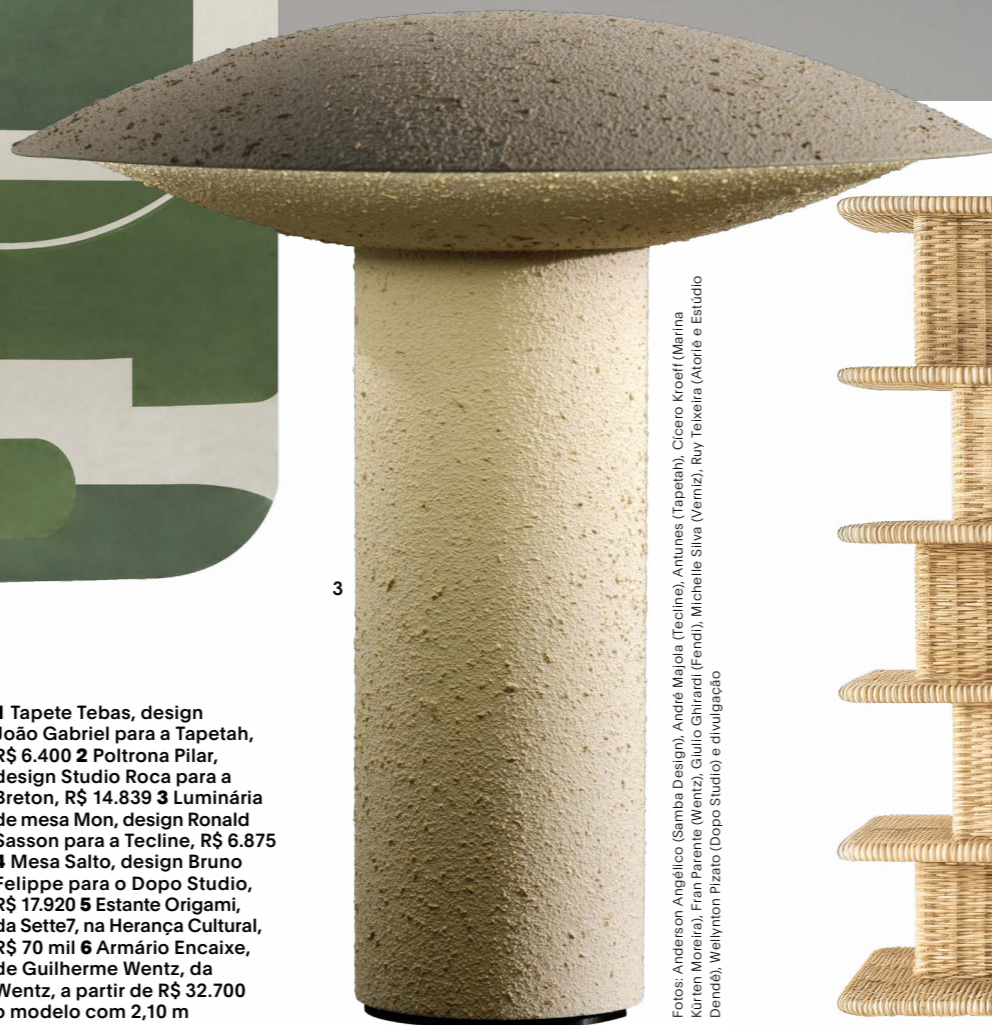 3
1 Tapete Tebas, design
João Gabriel para a Tapetah,
R$ 6.400 2 Poltrona Pilar,
design Studio Roca para a
Breton, R$ 14.839 3 Luminária
de mesa Mon, design Ronald
Sasson para a Tecline, R$ 6.875
4 Mesa Salto, design Bruno
Felippe para o Dopo Studio,
R$ 17.920 5 Estante Origami,
da Sette7, na Herança Cultural,
R$ 70 mil 6 Armário Encaixe,
de Guilherme Wentz, da
Wentz, a partir de R$ 32.700
o modelo com 2,10 m
Fotos: Anderson Angélico (Samba Design), André Majola (Tecline), Antunes (Tapetah), Cícero Kroeff (Marina
Kürten Moreira), Fran Parente (Wentz), Giulio Ghirardi (Fendi), Michelle Silva (Verniz), Ruy Teixeira (Atoriê e Estúdio
Dendê), Wellynton Pizato (Dopo Studio) e divulgação